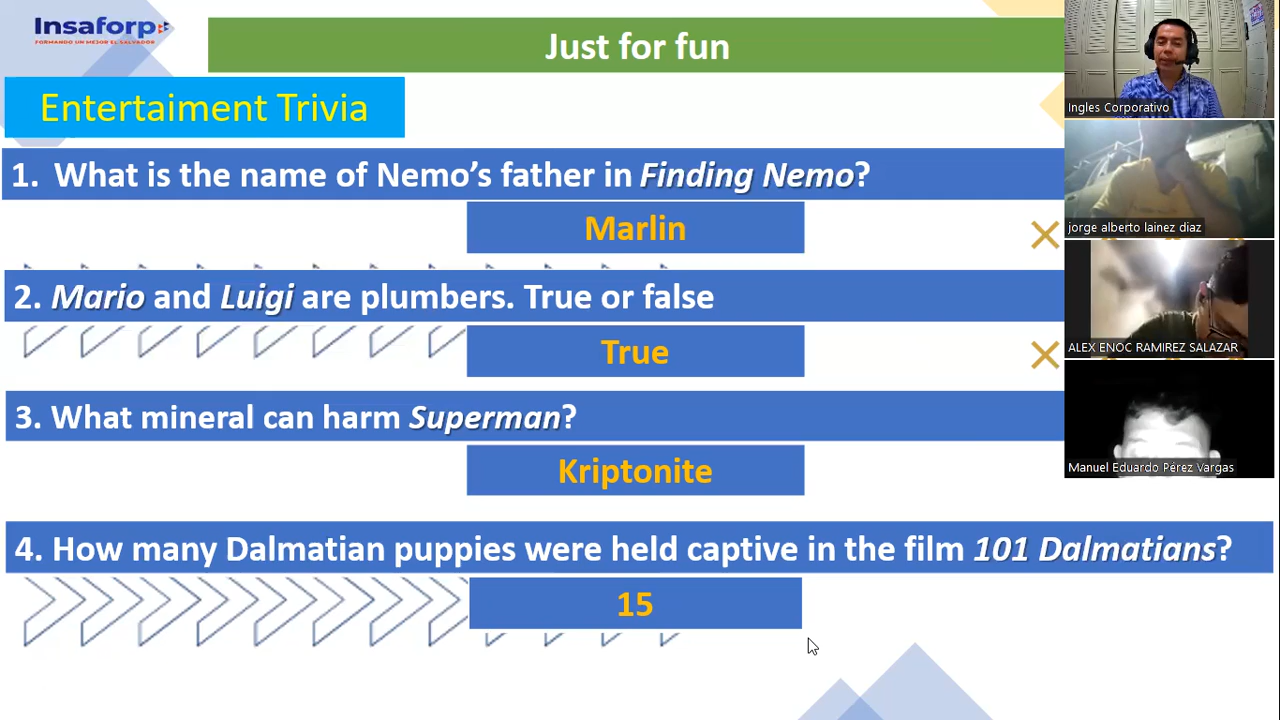 Insaforp
FORMANDO UN MEJOR EL SALVADOR
Just for fun
Entertaiment Trivia
1. What is the name of Nemo's father in Finding Nemo?
Marlin
2. Mario and Luigi are plumbers. True or false
True
3. What mineral can harm Superman?
Kriptonite
4. How many Dalmatian puppies were held captive in the film 101 Dalmatians?
15
Ingles Corporativo
jorge alberto lainez diaz
ALEX ENOC RAMIREZ SALAZAR
Manuel Eduardo Pérez Vargas